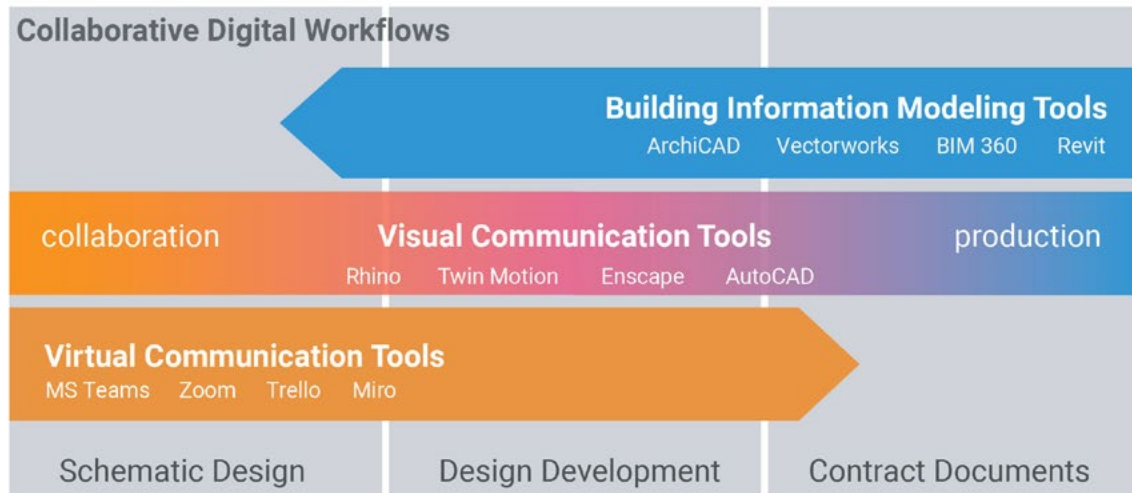 Collaborative Digital Workflows
Building Information Modeling Tools
ArchiCAD Vectorworks BIM 360 Revit
collaboration Visual Communication Tools production
Rhino Twin Motion Enscape AutoCAD
Virtual Communication Tools
MS Teams Zoom Trello Miro
Schematic Design Design Development Contract Documents